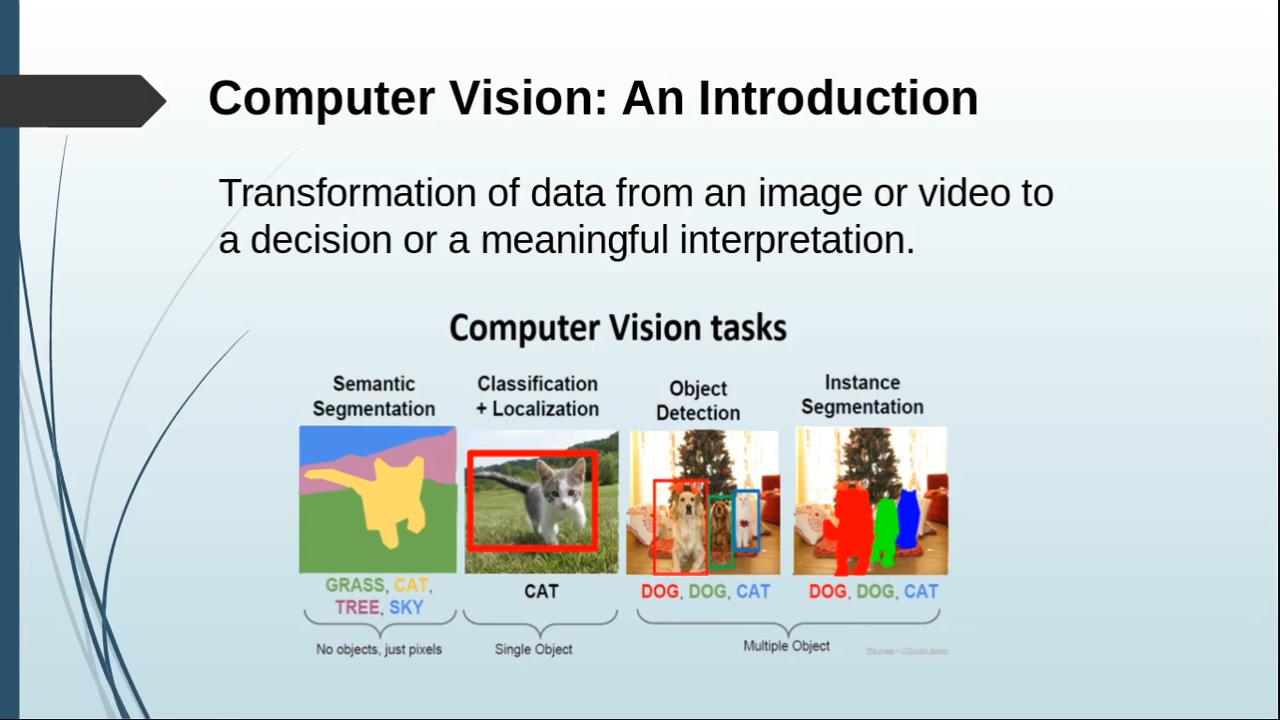 Computer Vision: An Introduction
Transformation of data from an image or video to
a decision or a meaningful interpretation.
Computer Vision tasks
Semantic
Segmentation
Classification
+ Localization
Object
Detection
Instance
Segmentation
GRASS, CAT,
TREE, SKY
CAT
DOG, DOG, CAT
DOG, DOG, CAT
No objects, just pixels
Single Object
Multiple Object